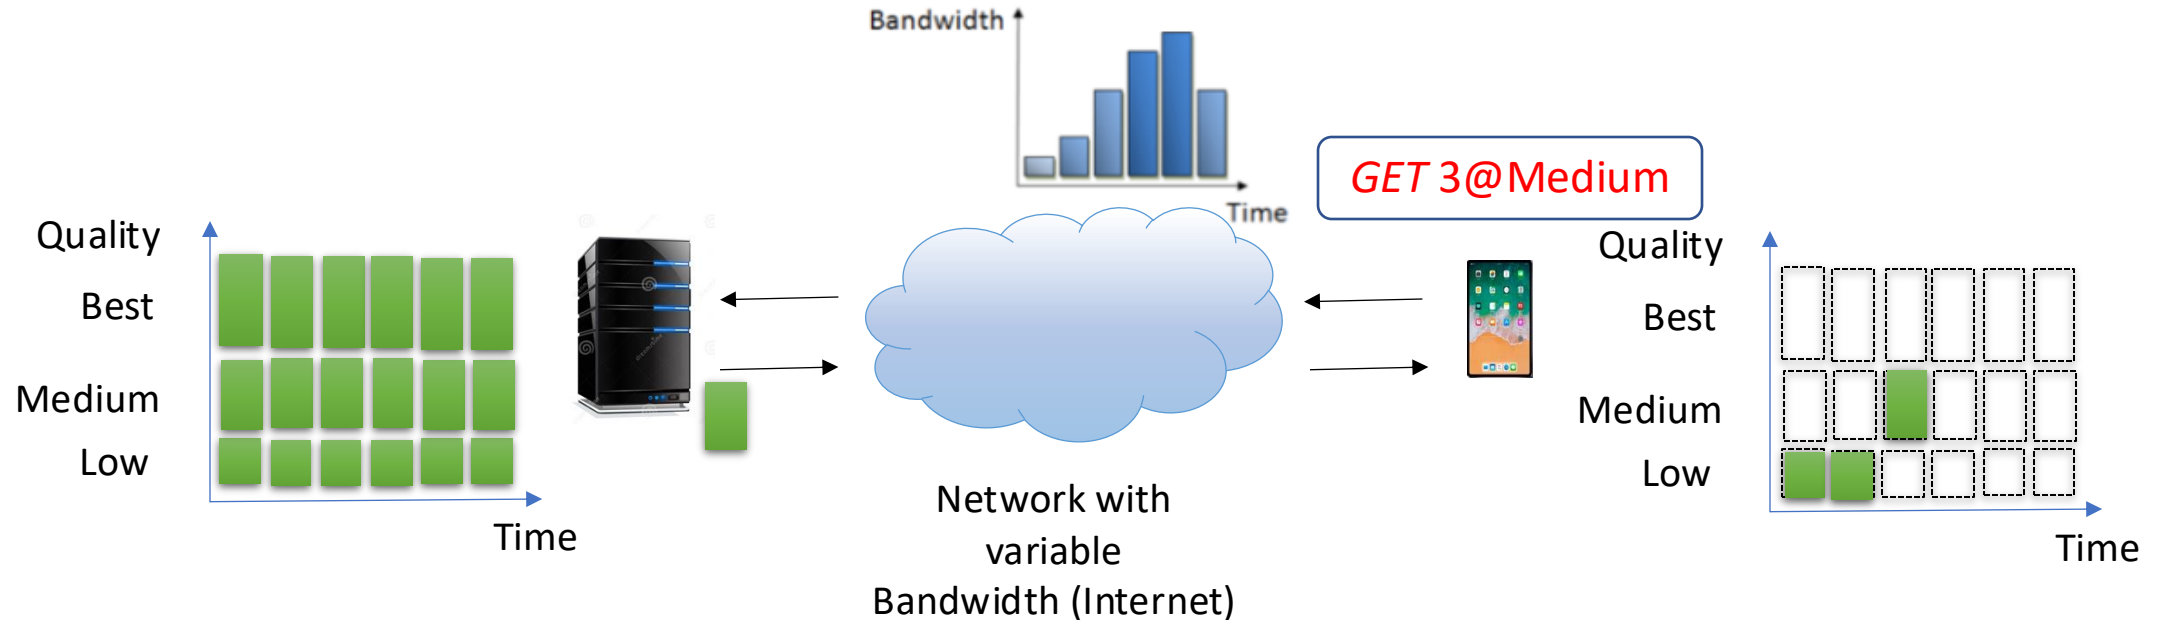 Bandwidth
Time
GET 3@Medium
Quality
Best
Medium
Low
Time
Network with
variable
Bandwidth (Internet)
Quality
Best
Medium
Low
Time